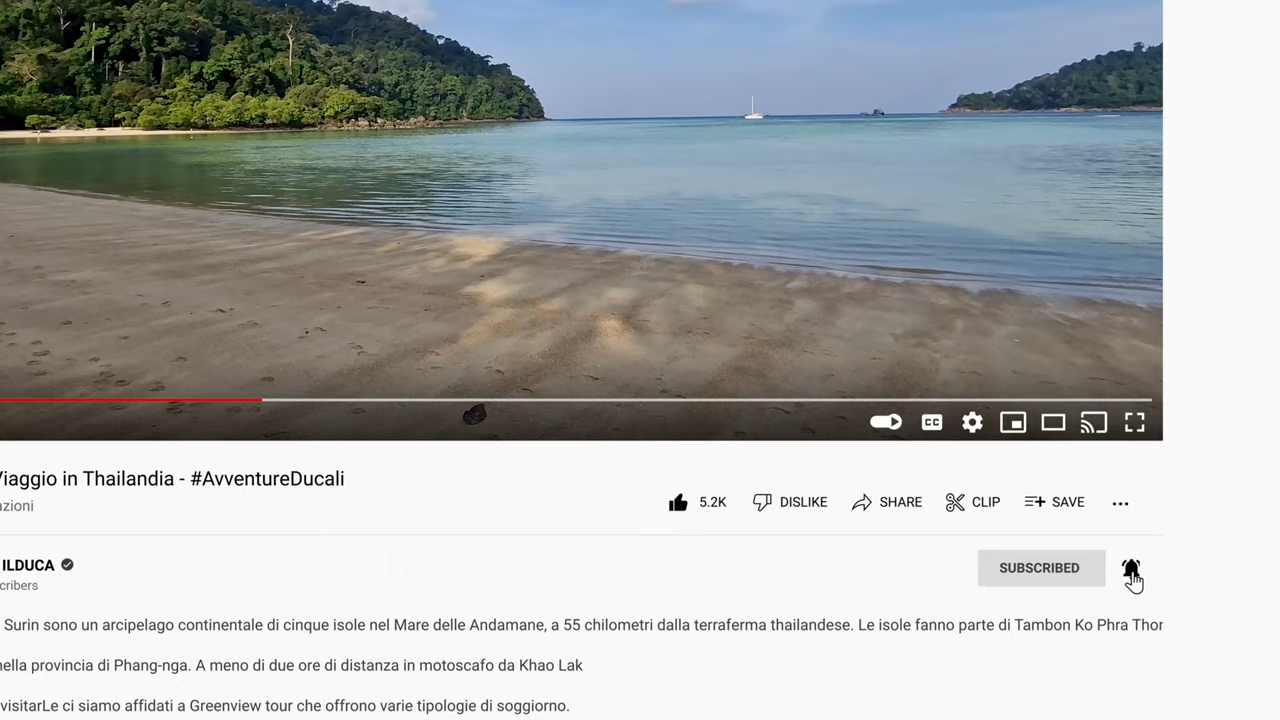 Viaggio in Thailandia - #AvventureDucali
azioni
5.2K DISLIKE SHARE CLIP SAVE
ILDUCA
cribers
SUBSCRIBED
Surin sono un arcipelago continentale di cinque isole nel Mare delle Andamane, a 55 chilometri dalla terraferma thailandese. Le isole fanno parte di Tambon Ko Phra Thor
nella provincia di Phang-nga. A meno di due ore di distanza in motoscafo da Khao Lak
visitarLe ci siamo affidati a Greenview tour che offrono varie tipologie di soggiorno.